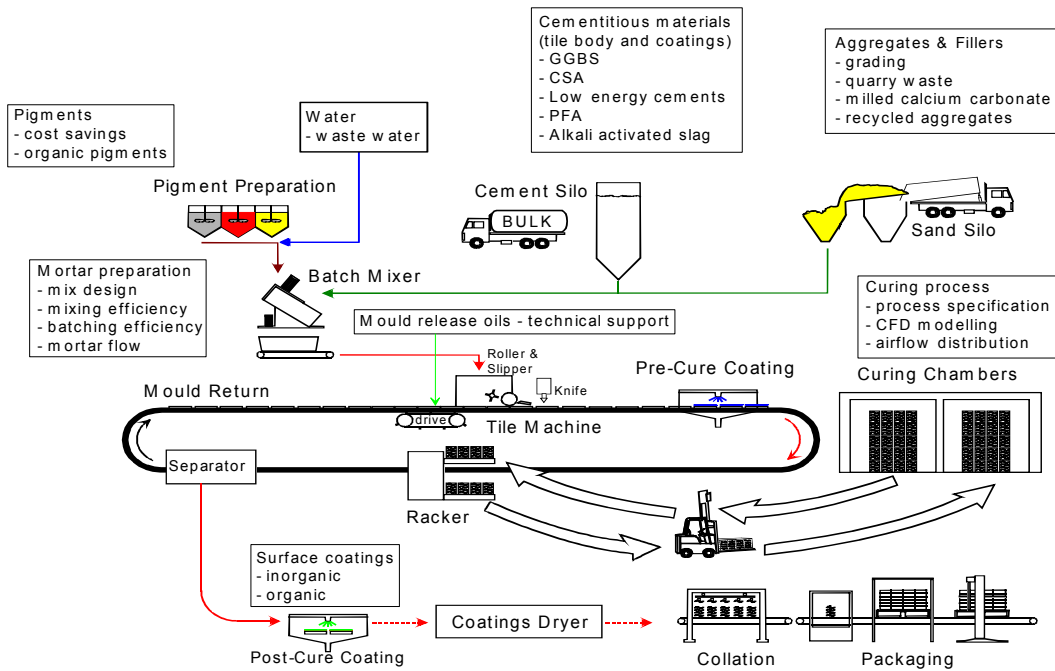 Cementitious materials
(tile body and coatings)
- GGBS
- CSA
- Low energy cements
- PFA
- Alkali activated slag
Aggregates & Fillers
- grading
- quarry waste
- milled calcium carbonate
- recycled aggregates
Pigments
- cost savings
- organic pigments
Water
- waste water
Pigment Preparation
Cement Silo
BULK
Sand Silo
Mortar preparation
- mix design
- mixing efficiency
- batching efficiency
- mortar flow
Batch Mixer
Mould release oils - technical support
Curing process
- process specification
- CFD modelling
- airflow distribution
Roller &
Slipper
Knife
Pre-Cure Coating
Curing Chambers
Mould Return
drive
Tile Machine
Separator
Racker
Surface coatings
- inorganic
- organic
Post-Cure Coating
Coatings Dryer
Collation
Packaging